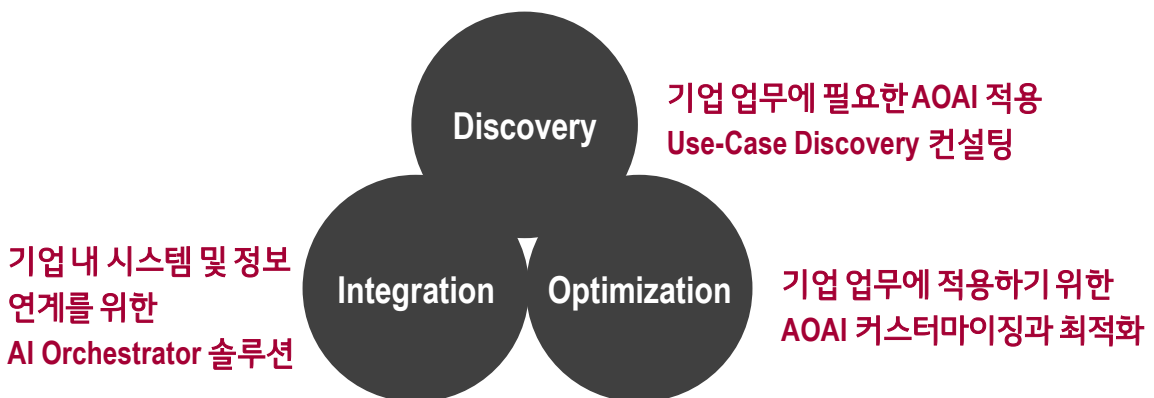 Discovery
기업 업무에 필요한 AOAI 적용
Use-Case Discovery 컨설팅
기업 내 시스템 및 정보
연계를 위한
AI Orchestrator 솔루션
Integration
Optimization
기업 업무에 적용하기 위한
AOAI 커스터마이징과 최적화